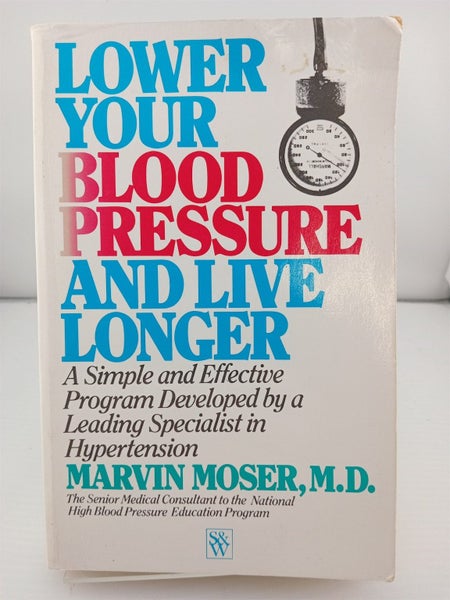 LOWER
YOUR
BLOOD
PRESSURE
AND LIVE
LONGER
A Simple and Effective
Program Developed by a
Leading Specialist in
Hypertension
MARVIN MOSER, M.D.
The Senior Medical Consultant to the National
High Blood Pressure Education Program
S&
W